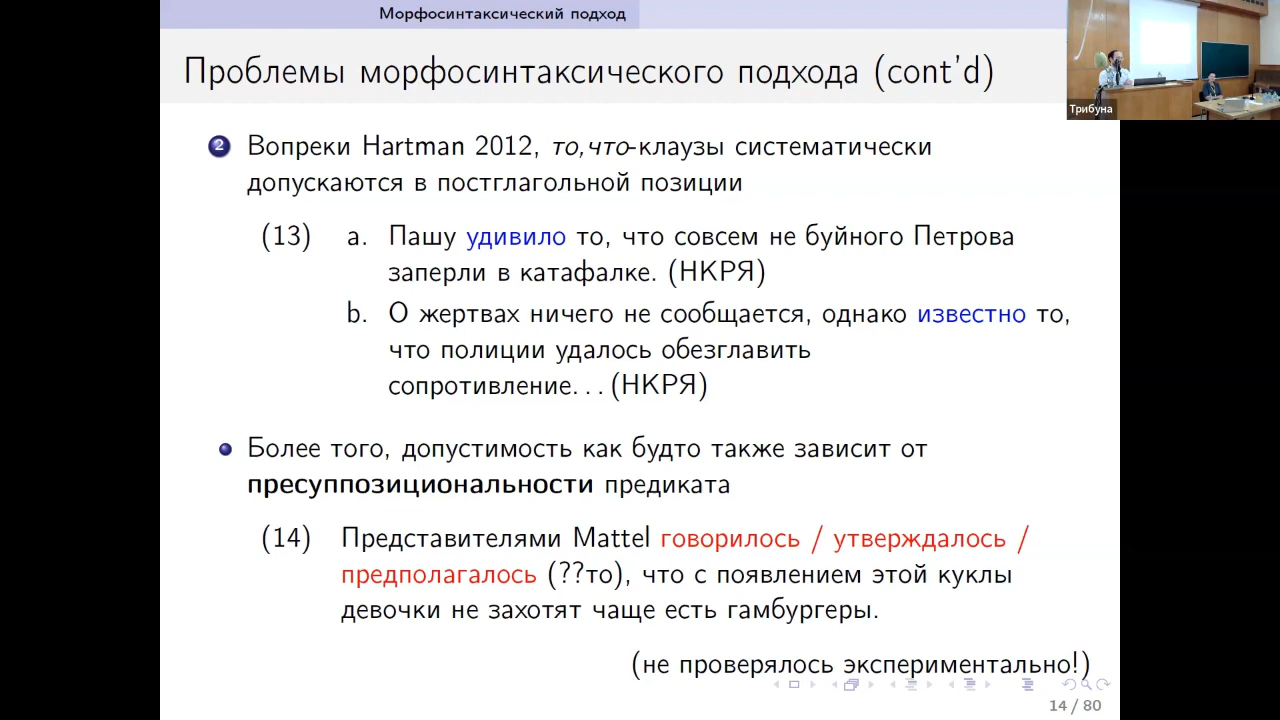 Морфосинтаксический подход
Проблемы морфосинтаксического подхода (cont'd)
Трибуна
2 Вопреки Hartman 2012, то,что-клаузы систематически
допускаются в постглагольной позиции
(13) a. Пашу удивило то, что совсем не буйного Петрова
заперли в катафалке. (НКРЯ)
b. О жертвах ничего не сообщается, однако известно то,
что полиции удалось обезглавить
сопротивление... (НКРЯ)
Более того, допустимость как будто также зависит от
пресуппозициональности предиката
(14) Представителями Mattel говорилось / утверждалось /
предполагалось (??то), что с появлением этой куклы
девочки не захотят чаще есть гамбургеры.
(не проверялось экспериментально!)
14 / 80